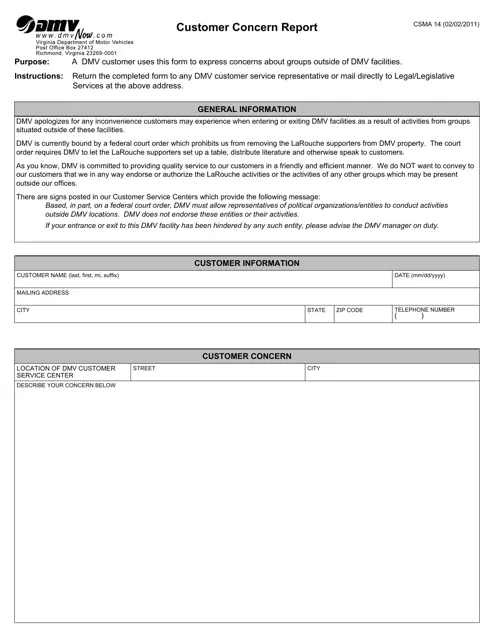 DMV
www.dmvNow.com
Virginia Department of Motor Vehicles
Post Office Box 27412
Richmond, Virginia 23269-0001
Customer Concern Report
CSMA 14 (02/02/2011)
Purpose: A DMV customer uses this form to express concerns about groups outside of DMV facilities.
Instructions: Return the completed form to any DMV customer service representative or mail directly to Legal/Legislative
Services at the above address.
GENERAL INFORMATION
DMV apologizes for any inconvenience customers may experience when entering or exiting DMV facilities as a result of activities from groups
situated outside of these facilities.
DMV is currently bound by a federal court order which prohibits us from removing the LaRouche supporters from DMV property. The court
order requires DMV to let the LaRouche supporters set up a table, distribute literature and otherwise speak to customers.
As you know, DMV is committed to providing quality service to our customers in a friendly and efficient manner. We do NOT want to convey to
our customers that we in any way endorse or authorize the LaRouche activities or the activities of any other groups which may be present
outside our offices.
There are signs posted in our Customer Service Centers which provide the following message:
Based, in part, on a federal court order, DMV must allow representatives of political organizations/entities to conduct activities
outside DMV locations. DMV does not endorse these entities or their activities.
If your entrance or exit to this DMV facility has been hindered by any such entity, please advise the DMV manager on duty.
CUSTOMER INFORMATION
CUSTOMER NAME (last, first, mi, suffix)
DATE (mm/dd/yyyy)
MAILING ADDRESS
CITY
STATE
ZIP CODE
TELEPHONE NUMBER
( )
CUSTOMER CONCERN
LOCATION OF DMV CUSTOMER
SERVICE CENTER
STREET
CITY
DESCRIBE YOUR CONCERN BELOW